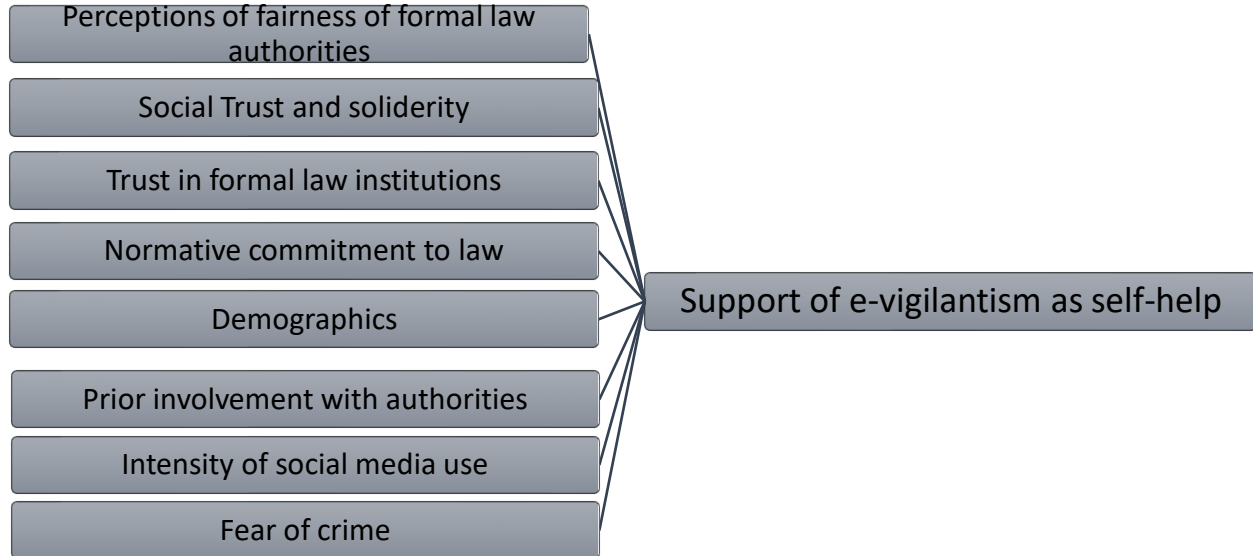 Perceptions of fairness of formal law
authorities
Social Trust and soliderity
Trust in formal law institutions
Normative commitment to law
Demographics
Prior involvement with authorities
Intensity of social media use
Fear of crime
Support of e-vigilantism as self-help